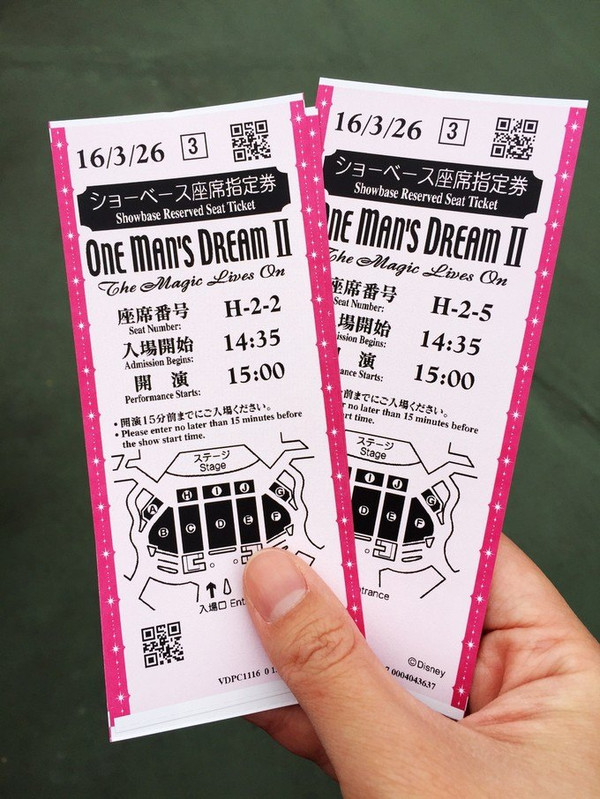 16/3/26 3
ショーベース座席指定券
Showbase Reserved Seat Ticket
ONE MAN'S DREAM II
The Magic Lives On
座席番号 H-2-2
Seat Number:
入場開始 14:35
Admission Begins:
開演 15:00
Performance Starts:
・開演15分前までにご入場ください。
・Please enter no later than 15 minutes before
the show start time.
ステージ
Stage
H I J
A G
B C D E F
入場口 Ent
VDPC1116 0
16/3/26 3
ショーベース座席指定券
Showbase Reserved Seat Ticket
ONE MAN'S DREAM II
The Magic Lives On
座席番号 H-2-5
Seat Number:
場開始 14:35
ission Begins:
演 15:00
ance Starts:
までにご入場ください。
r no later than 15 minutes before
t time.
ステージ
Stage
I J
G
D E F
trance
©Disney
7 0004043637